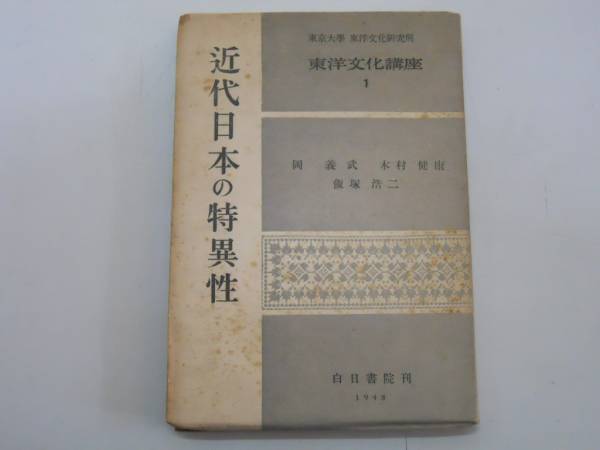 近代日本の特異性
東京大學 東洋文化研究所
東洋文化講座
1
岡 義武 木村 健康
飯塚 浩二
白日書院刊
1948